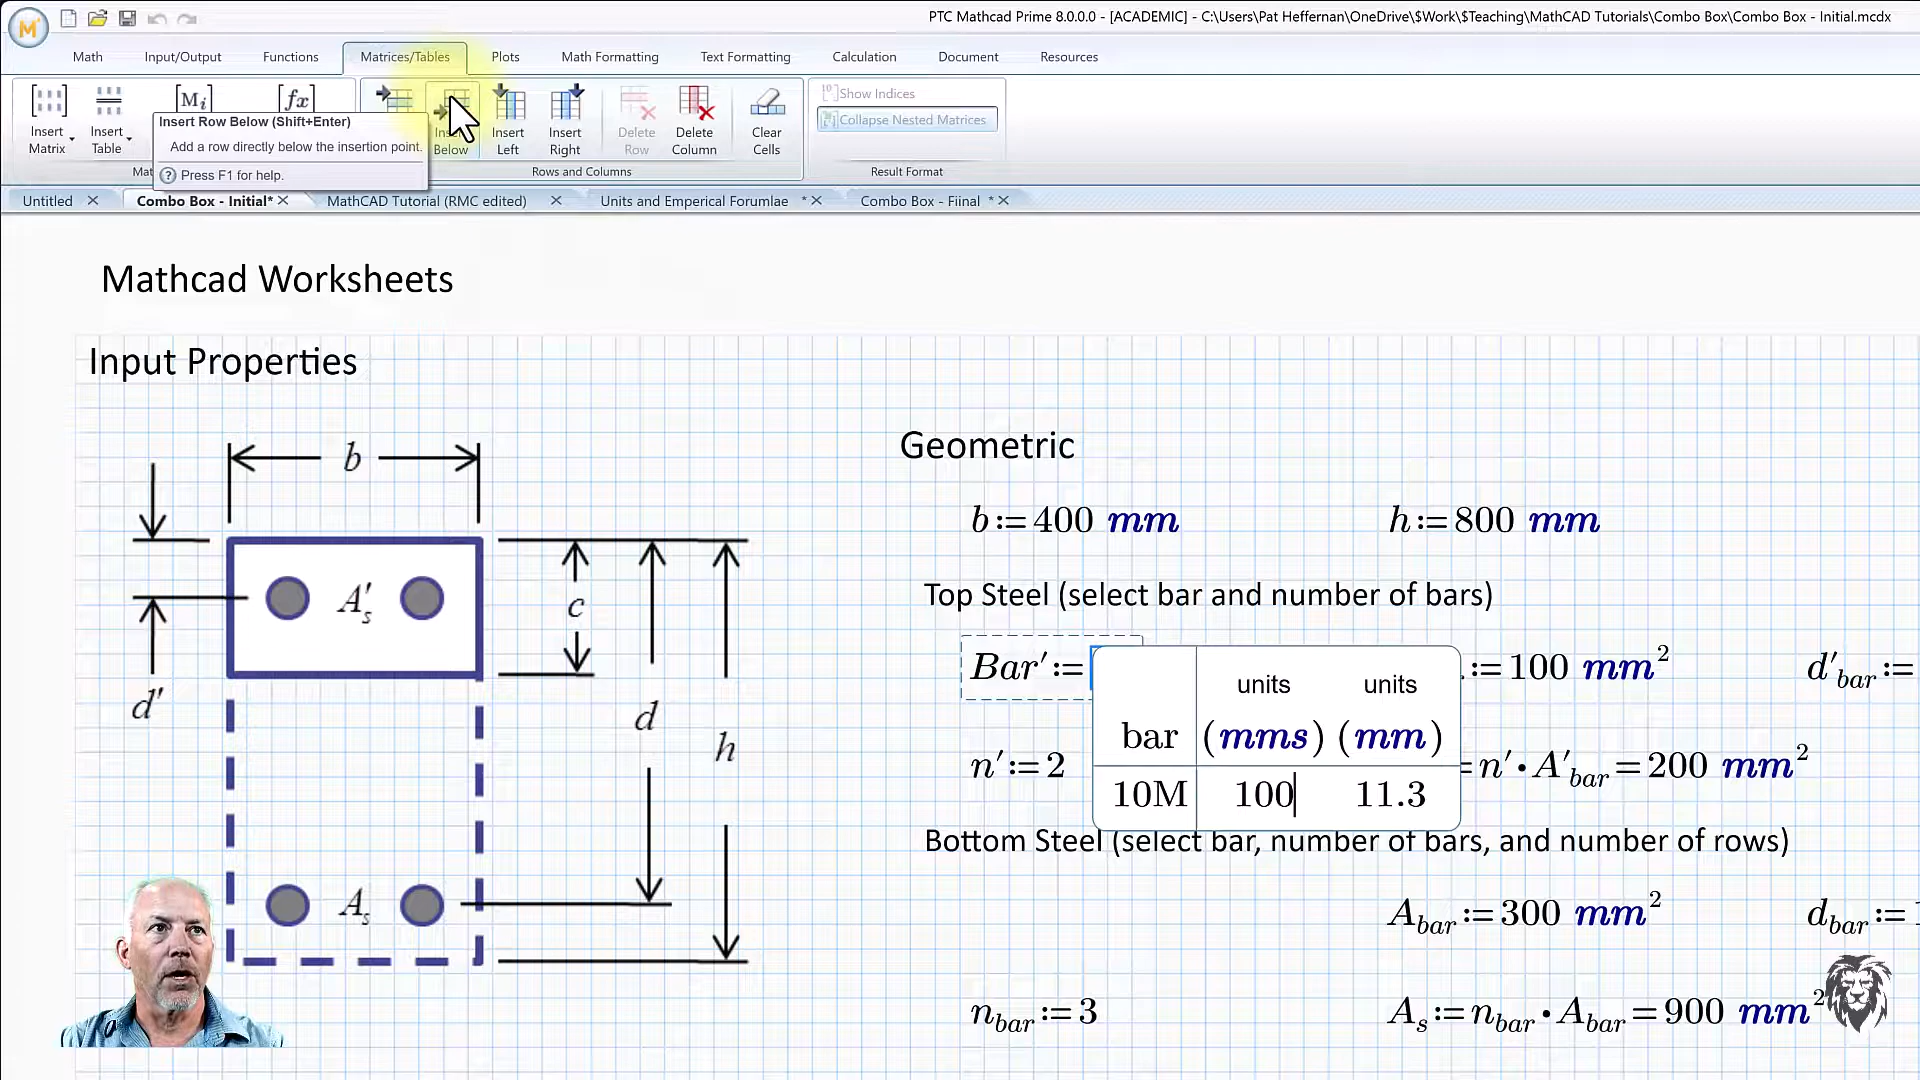 PTC Mathcad Prime 8.0.0.0 - [ACADEMIC] - C:\Users\Pat Heffernan\OneDrive\$Work\$Teaching\MathCAD Tutorials\Combo Box\Combo Box - Initial.mcdx
Math Input/Output Functions Matrices/Tables Plots Math Formatting Text Formatting Calculation Document Resources
Insert Matrix
Insert Table
Insert Row Below (Shift+Enter)
Add a row directly below the insertion point.
Press F1 for help.
Below
Insert Left
Insert Right
Delete Row
Delete Column
Clear Cells
Show Indices
Collapse Nested Matrices
Rows and Columns
Result Format
Untitled
Combo Box - Initial*
MathCAD Tutorial (RMC edited)
Units and Emperical Forumlae *
Combo Box - Fiinal *
Mathcad Worksheets
Input Properties
b
A′s
c
d′
d
h
As
Geometric
b:=400 mm h:=800 mm
Top Steel (select bar and number of bars)
Bar′:= :=100 mm² d′bar:=
units units
bar (mms) (mm)
10M 100 11.3
n′:=2 =n′·A′bar=200 mm²
Bottom Steel (select bar, number of bars, and number of rows)
Abar:=300 mm² dbar:=
nbar:=3 As:=nbar·Abar=900 mm²